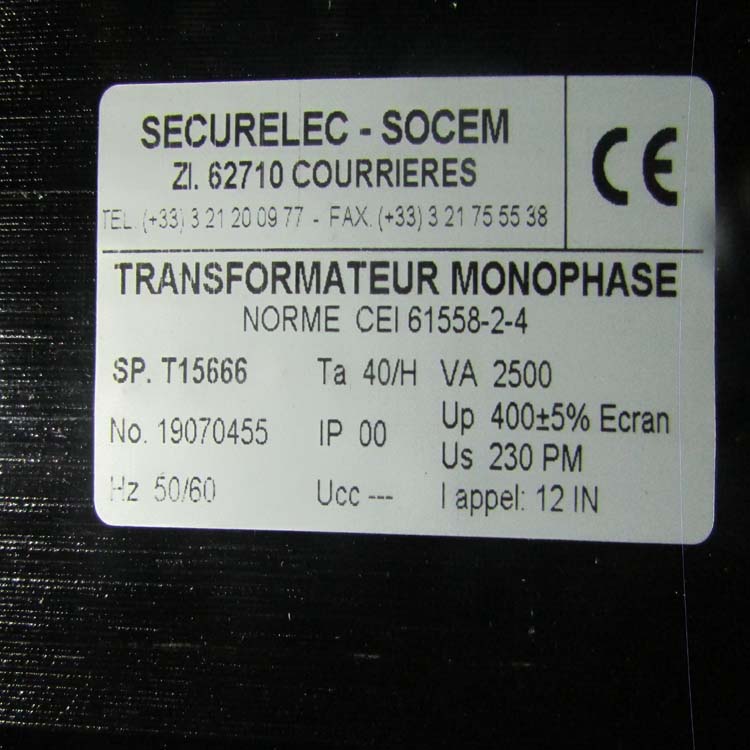 SECURELEC - SOCEM
ZI. 62710 COURRIERES
TEL. (+33) 3 21 20 09 77 - FAX. (+33) 3 21 75 55 38
CE
TRANSFORMATEUR MONOPHASE
NORME CEI 61558-2-4
SP. T15666 Ta 40/H VA 2500
No. 19070455 IP 00 Up 400±5% Ecran
Us 230 PM
Hz 50/60 Ucc --- I appel: 12 IN